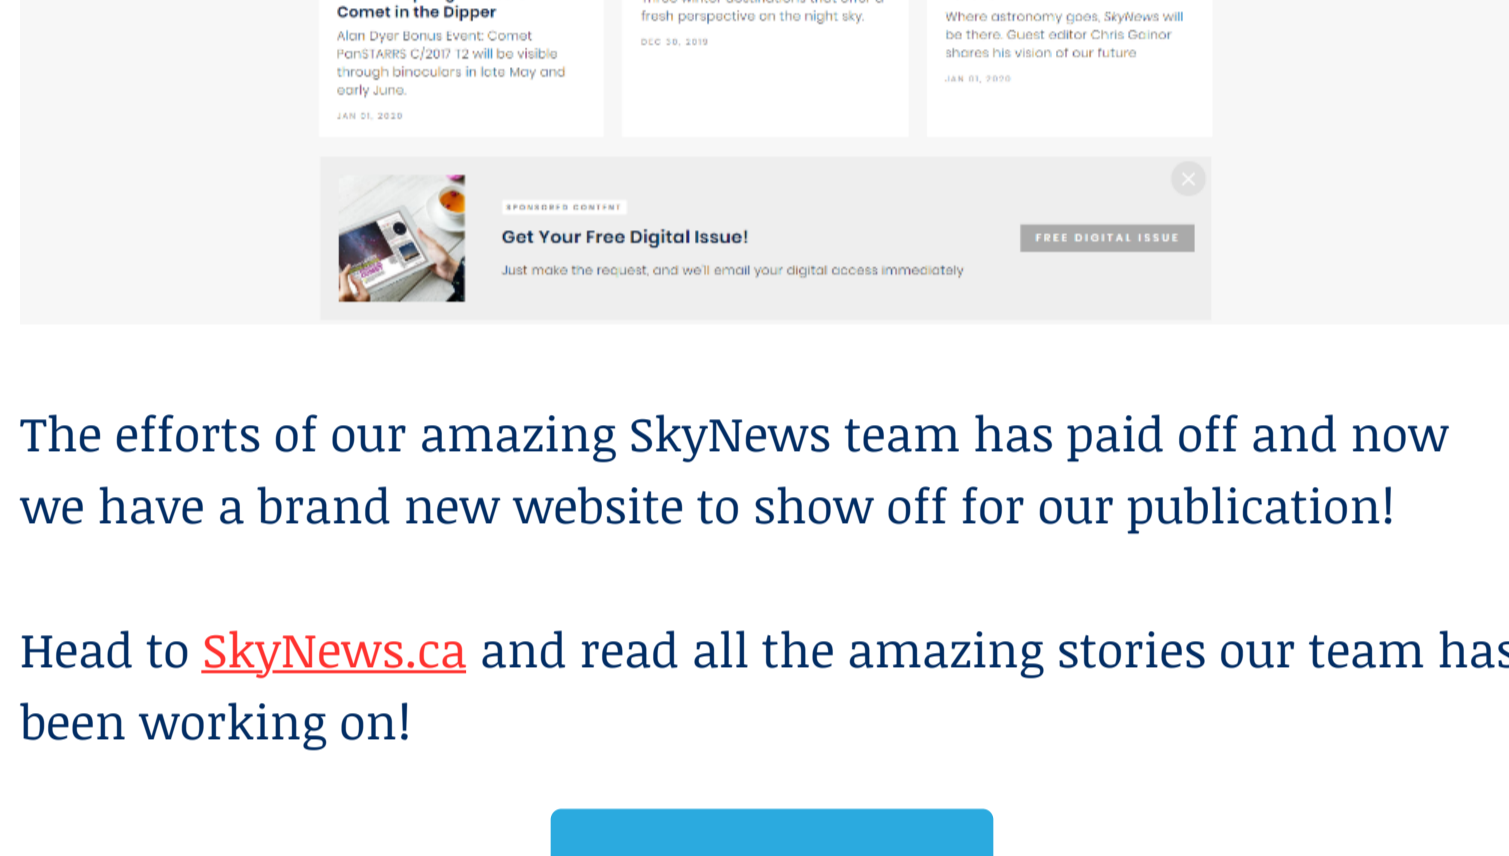 Comet in the Dipper
Alan Dyer Bonus Event: Comet
PanSTARRS C/2017 T2 will be visible
through binoculars in late May and
early June.
JAN 01, 2020
fresh perspective on the night sky.
DEC 30, 2019
Where astronomy goes, SkyNews will
be there. Guest editor Chris Gainor
shares his vision of our future
JAN 01, 2020
SPONSORED CONTENT
Get Your Free Digital Issue!
Just make the request, and we'll email your digital access immediately
FREE DIGITAL ISSUE
The efforts of our amazing SkyNews team has paid off and now
we have a brand new website to show off for our publication!
Head to SkyNews.ca and read all the amazing stories our team has
been working on!